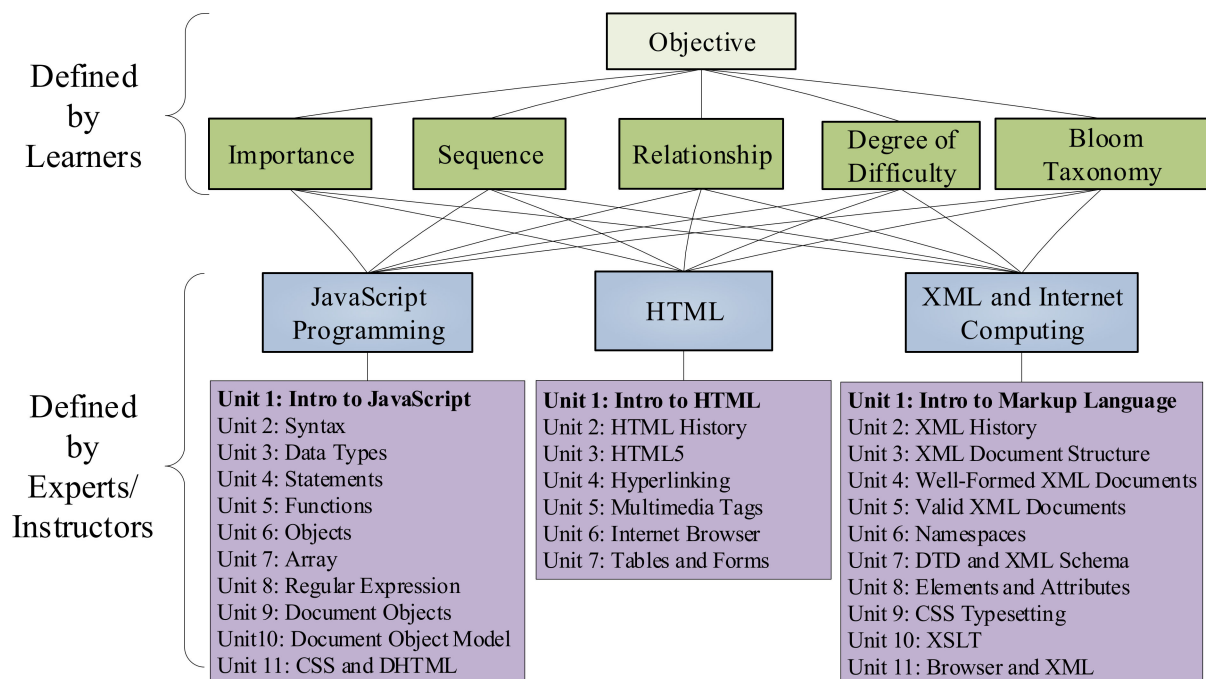 Objective
Defined
by
Learners
Importance
Sequence
Relationship
Degree of
Difficulty
Bloom
Taxonomy
Defined
by
Experts/
Instructors
JavaScript
Programming
HTML
XML and Internet
Computing
Unit 1: Intro to JavaScript
Unit 2: Syntax
Unit 3: Data Types
Unit 4: Statements
Unit 5: Functions
Unit 6: Objects
Unit 7: Array
Unit 8: Regular Expression
Unit 9: Document Objects
Unit10: Document Object Model
Unit 11: CSS and DHTML
Unit 1: Intro to HTML
Unit 2: HTML History
Unit 3: HTML5
Unit 4: Hyperlinking
Unit 5: Multimedia Tags
Unit 6: Internet Browser
Unit 7: Tables and Forms
Unit 1: Intro to Markup Language
Unit 2: XML History
Unit 3: XML Document Structure
Unit 4: Well-Formed XML Documents
Unit 5: Valid XML Documents
Unit 6: Namespaces
Unit 7: DTD and XML Schema
Unit 8: Elements and Attributes
Unit 9: CSS Typesetting
Unit 10: XSLT
Unit 11: Browser and XML